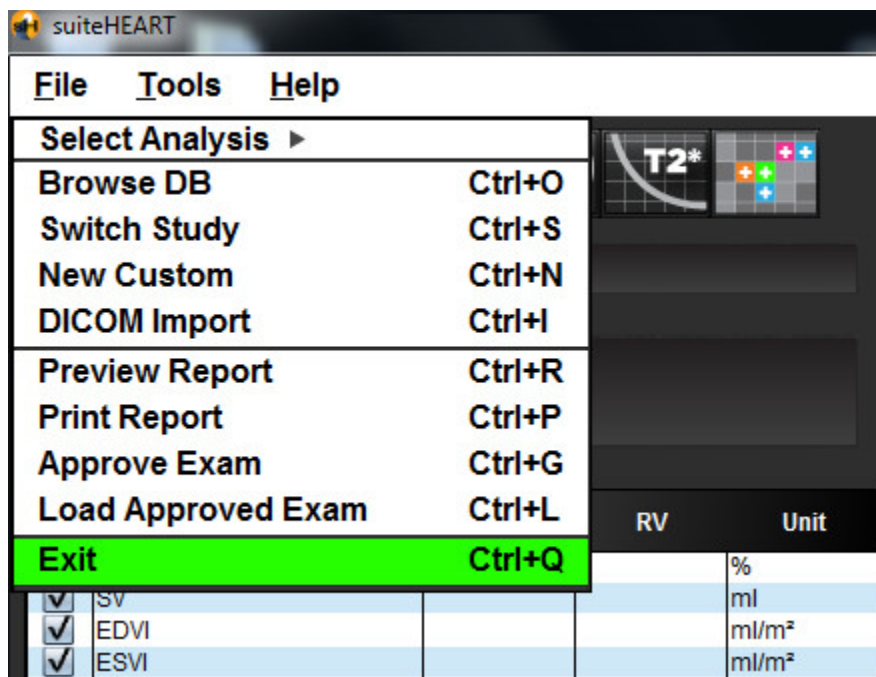 suiteHEART
File Tools Help
Select Analysis ▶
Browse DB Ctrl+O
Switch Study Ctrl+S
New Custom Ctrl+N
DICOM Import Ctrl+I
Preview Report Ctrl+R
Print Report Ctrl+P
Approve Exam Ctrl+G
Load Approved Exam Ctrl+L
Exit Ctrl+Q
T2*
RV Unit
%
SV ml
EDVI ml/m²
ESVI ml/m²